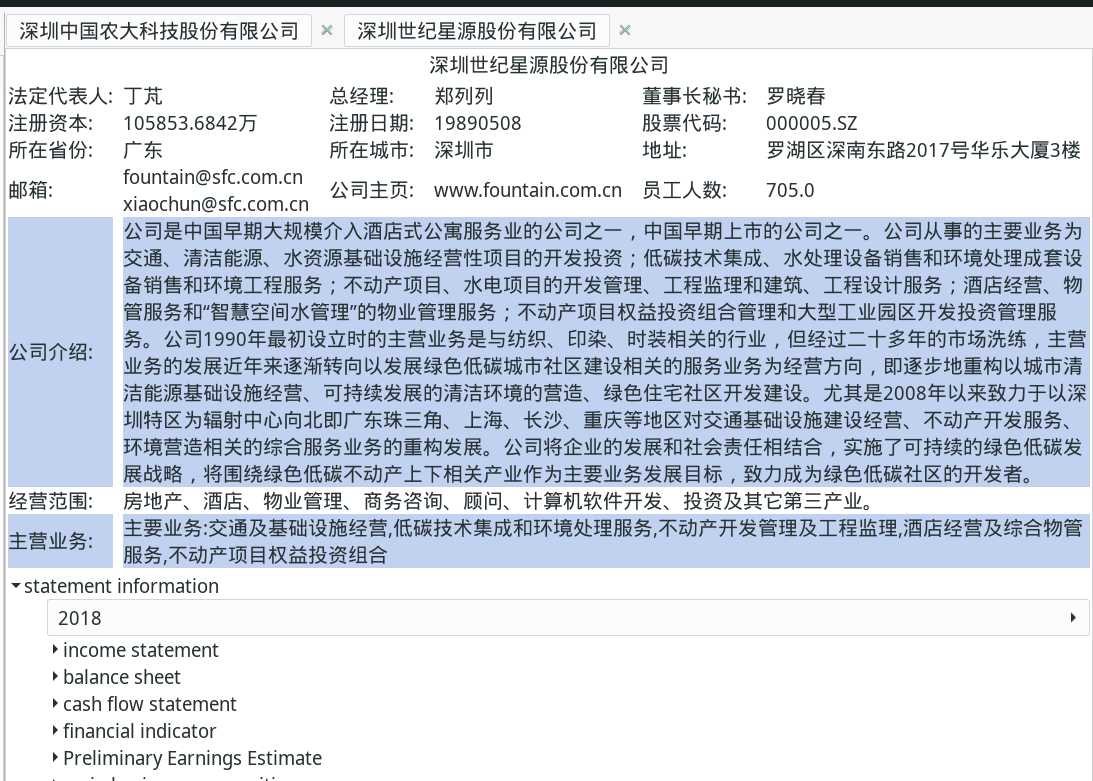 深圳中国农大科技股份有限公司 × 深圳世纪星源股份有限公司 ×
深圳世纪星源股份有限公司
法定代表人: 丁芃 总经理: 郑列列 董事长秘书: 罗晓春
注册资本: 105853.6842万 注册日期: 19890508 股票代码: 000005.SZ
所在省份: 广东 所在城市: 深圳市 地址: 罗湖区深南东路2017号华乐大厦3楼
邮箱: fountain@sfc.com.cn 公司主页: www.fountain.com.cn 员工人数: 705.0
xiaochun@sfc.com.cn
公司介绍: 公司是中国早期大规模介入酒店式公寓服务业的公司之一，中国早期上市的公司之一。公司从事的主要业务为
交通、清洁能源、水资源基础设施经营性项目的开发投资；低碳技术集成、水处理设备销售和环境处理成套设
备销售和环境工程服务；不动产项目、水电项目的开发管理、工程监理和建筑、工程设计服务；酒店经营、物
管服务和“智慧空间水管理”的物业管理服务；不动产项目权益投资组合管理和大型工业园区开发投资管理服
务。公司1990年最初设立时的主营业务是与纺织、印染、时装相关的行业，但经过二十多年的市场洗练，主营
业务的发展近年来逐渐转向以发展绿色低碳城市社区建设相关的服务业务为经营方向，即逐步地重构以城市清
洁能源基础设施经营、可持续发展的清洁环境的营造、绿色住宅社区开发建设。尤其是2008年以来致力于以深
圳特区为辐射中心向北即广东珠三角、上海、长沙、重庆等地区对交通基础设施建设经营、不动产开发服务、
环境营造相关的综合服务业务的重构发展。公司将企业的发展和社会责任相结合，实施了可持续的绿色低碳发
展战略，将围绕绿色低碳不动产上下相关产业作为主要业务发展目标，致力成为绿色低碳社区的开发者。
经营范围: 房地产、酒店、物业管理、商务咨询、顾问、计算机软件开发、投资及其它第三产业。
主营业务: 主要业务:交通及基础设施经营,低碳技术集成和环境处理服务,不动产开发管理及工程监理,酒店经营及综合物管
服务,不动产项目权益投资组合
statement information
2018
income statement
balance sheet
cash flow statement
financial indicator
Preliminary Earnings Estimate